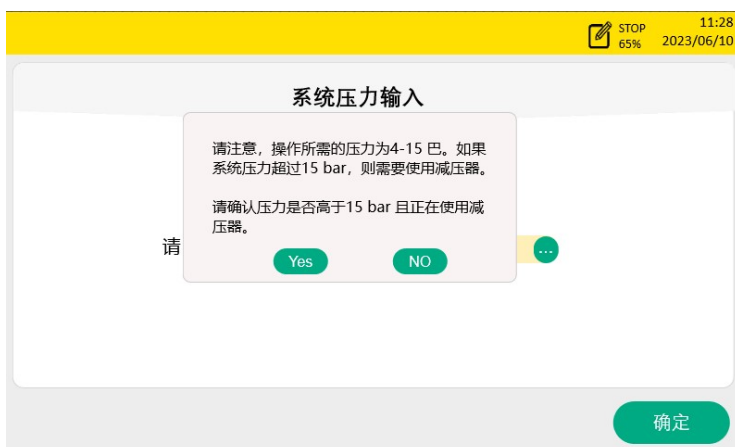 STOP
65%
11:28
2023/06/10
系统压力输入
请注意，操作所需的压力为4-15 巴。如果
系统压力超过15 bar，则需要使用减压器。
请确认压力是否高于15 bar 且正在使用减
压器。
请
...
Yes
NO
确定